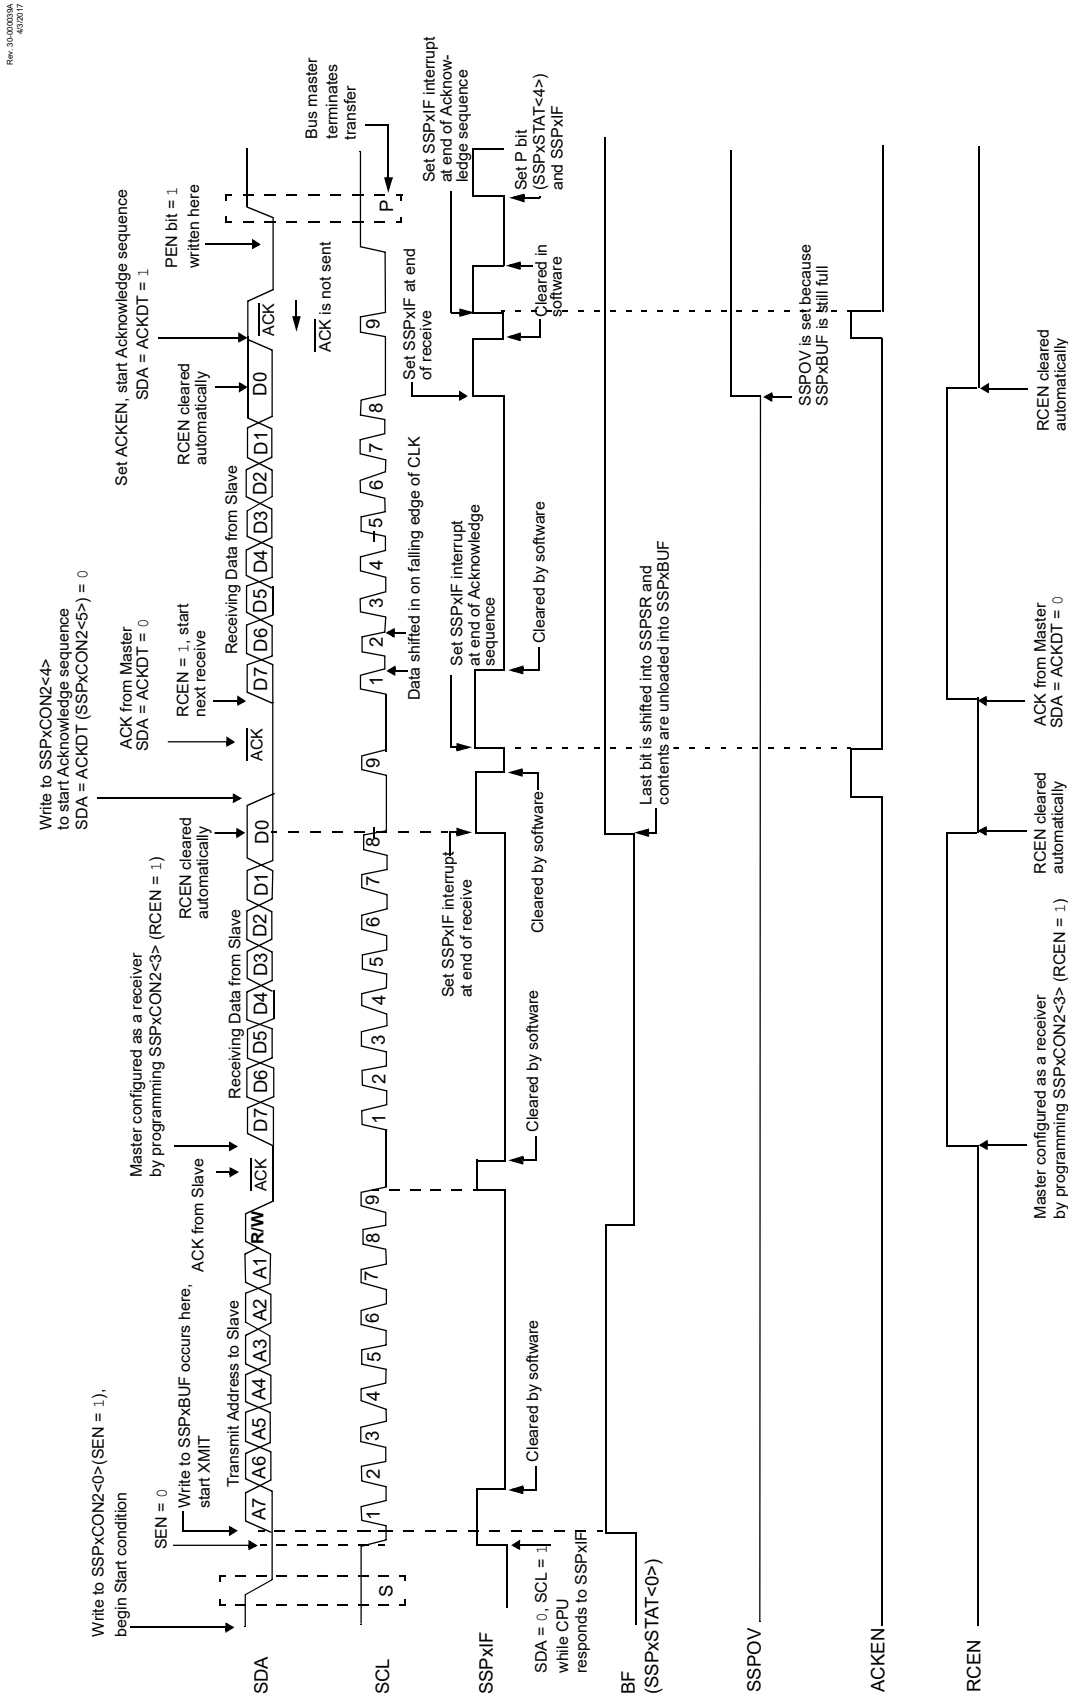 Rev. 30-000039A
4/3/2017
Write to SSPxCON2<0>(SEN = 1),
begin Start condition
SEN = 0
Write to SSPxBUF occurs here,
start XMIT
ACK from Slave
Master configured as a receiver
by programming SSPxCON2<3> (RCEN = 1)
RCEN cleared
automatically
Write to SSPxCON2<4>
to start Acknowledge sequence
SDA = ACKDT (SSPxCON2<5>) = 0
ACK from Master
SDA = ACKDT = 0
RCEN = 1, start
next receive
RCEN cleared
automatically
Set ACKEN, start Acknowledge sequence
SDA = ACKDT = 1
PEN bit = 1
written here
Transmit Address to Slave
Receiving Data from Slave
Receiving Data from Slave
SDA
A7 A6 A5 A4 A3 A2 A1 R/W ACK D7 D6 D5 D4 D3 D2 D1 D0 ACK D7 D6 D5 D4 D3 D2 D1 D0 ACK
ACK is not sent
Bus master
terminates
transfer
SCL
S 1 2 3 4 5 6 7 8 9 1 2 3 4 5 6 7 8 9 1 2 3 4 5 6 7 8 9 P
Data shifted in on falling edge of CLK
Set SSPxIF interrupt
at end of receive
Set SSPxIF interrupt
at end of Acknowledge
sequence
Set SSPxIF at end
of receive
Set SSPxIF interrupt
at end of Acknow-
ledge sequence
SSPxIF
SDA = 0, SCL = 1
while CPU
responds to SSPxIF
Cleared by software
Cleared by software
Cleared by software
Cleared by software
Cleared in
software
Set P bit
(SSPxSTAT<4>)
and SSPxIF
BF
(SSPxSTAT<0>)
Last bit is shifted into SSPSR and
contents are unloaded into SSPxBUF
SSPOV
SSPOV is set because
SSPxBUF is still full
ACKEN
RCEN
Master configured as a receiver
by programming SSPxCON2<3> (RCEN = 1)
RCEN cleared
automatically
ACK from Master
SDA = ACKDT = 0
RCEN cleared
automatically